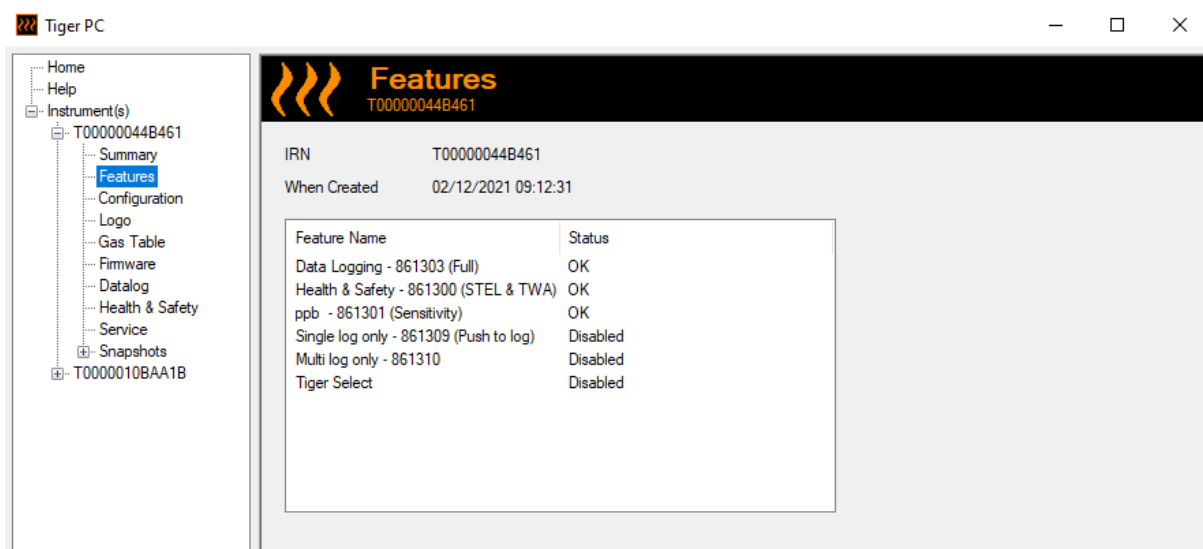 Tiger PC
Home
Help
Instrument(s)
T00000044B461
Summary
Features
Configuration
Logo
Gas Table
Firmware
Datalog
Health & Safety
Service
Snapshots
T0000010BAA1B
Features
T00000044B461
IRN T00000044B461
When Created 02/12/2021 09:12:31
Feature Name Status
Data Logging - 861303 (Full) OK
Health & Safety - 861300 (STEL & TWA) OK
ppb - 861301 (Sensitivity) OK
Single log only - 861309 (Push to log) Disabled
Multi log only - 861310 Disabled
Tiger Select Disabled